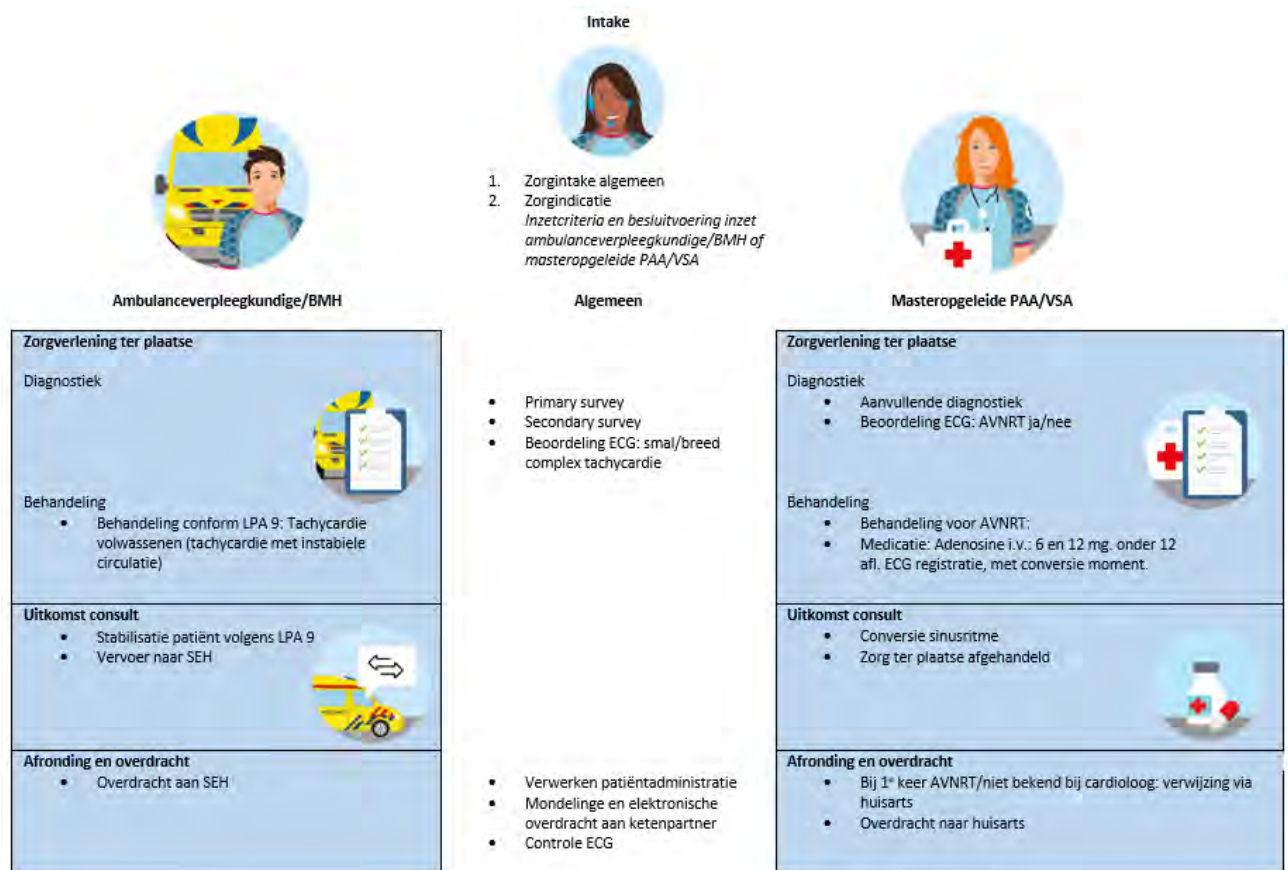 Intake
1. Zorgintake algemeen
2. Zorgindicatie
Inzetcriteria en besluitvoering inzet
ambulanceverpleegkundige/BMH of
masteropgeleide PAA/VSA
Ambulanceverpleegkundige/BMH
Zorgverlening ter plaatse
Diagnostiek
Behandeling
• Behandeling conform LPA 9: Tachycardie
volwassenen (tachycardie met instabiele
circulatie)
Uitkomst consult
• Stabilisatie patiënt volgens LPA 9
• Vervoer naar SEH
Afronding en overdracht
• Overdracht aan SEH
Algemeen
• Primary survey
• Secondary survey
• Beoordeling ECG: smal/breed
complex tachycardie
• Verwerken patiëntadministratie
• Mondelinge en elektronische
overdracht aan ketenpartner
• Controle ECG
Masteropgeleide PAA/VSA
Zorgverlening ter plaatse
Diagnostiek
• Aanvullende diagnostiek
• Beoordeling ECG: AVNRT ja/nee
Behandeling
• Behandeling voor AVNRT:
• Medicatie: Adenosine i.v.: 6 en 12 mg. onder 12
afl. ECG registratie, met conversie moment.
Uitkomst consult
• Conversie sinusritme
• Zorg ter plaatse afgehandeld
Afronding en overdracht
• Bij 1e keer AVNRT/niet bekend bij cardioloog: verwijzing via
huisarts
• Overdracht naar huisarts